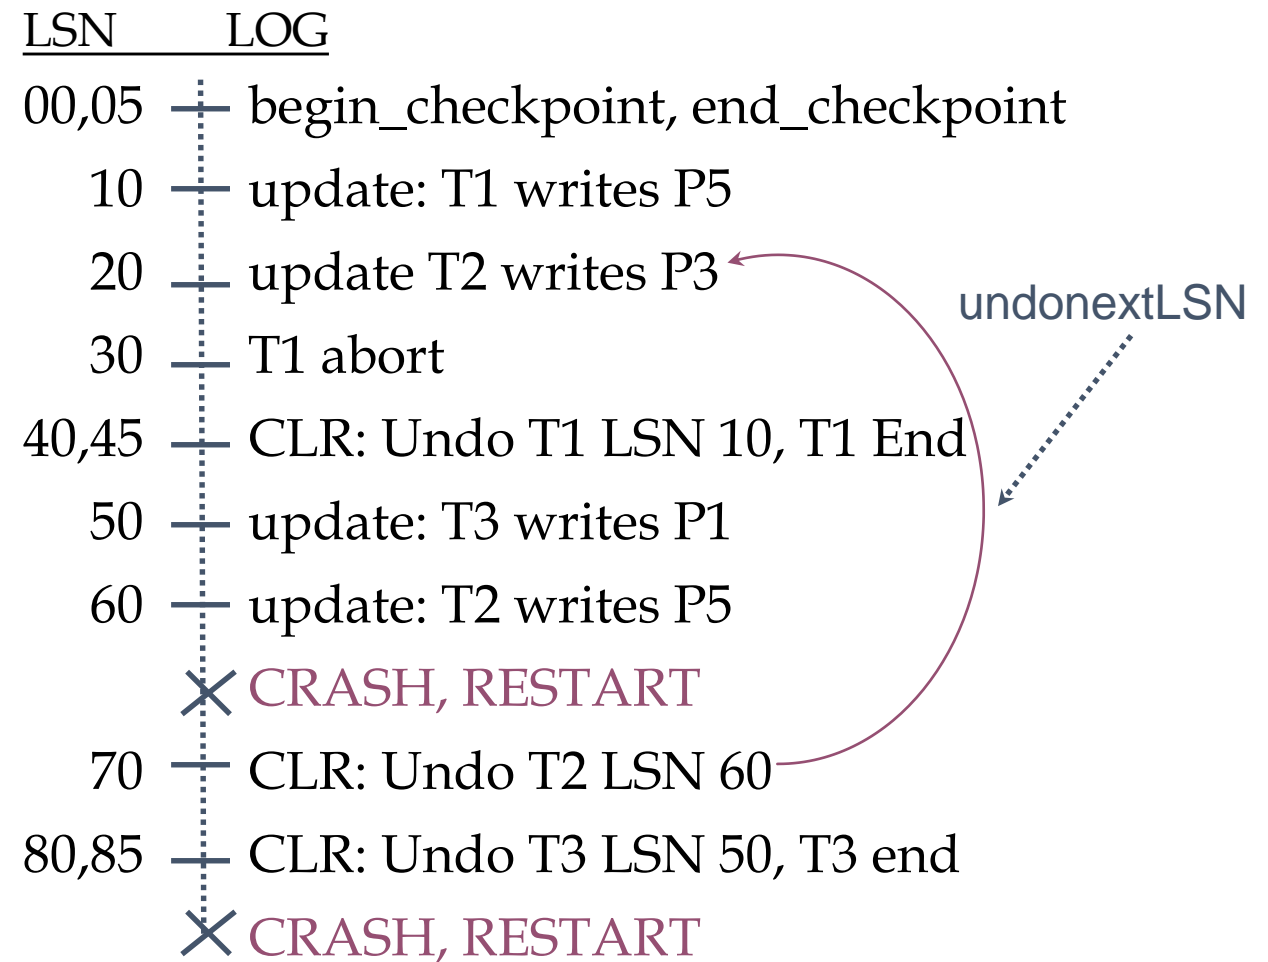 LSN LOG
00,05 begin_checkpoint, end_checkpoint
10 update: T1 writes P5
20 update T2 writes P3
undonextLSN
30 T1 abort
40,45 CLR: Undo T1 LSN 10, T1 End
50 update: T3 writes P1
60 update: T2 writes P5
CRASH, RESTART
70 CLR: Undo T2 LSN 60
80,85 CLR: Undo T3 LSN 50, T3 end
CRASH, RESTART